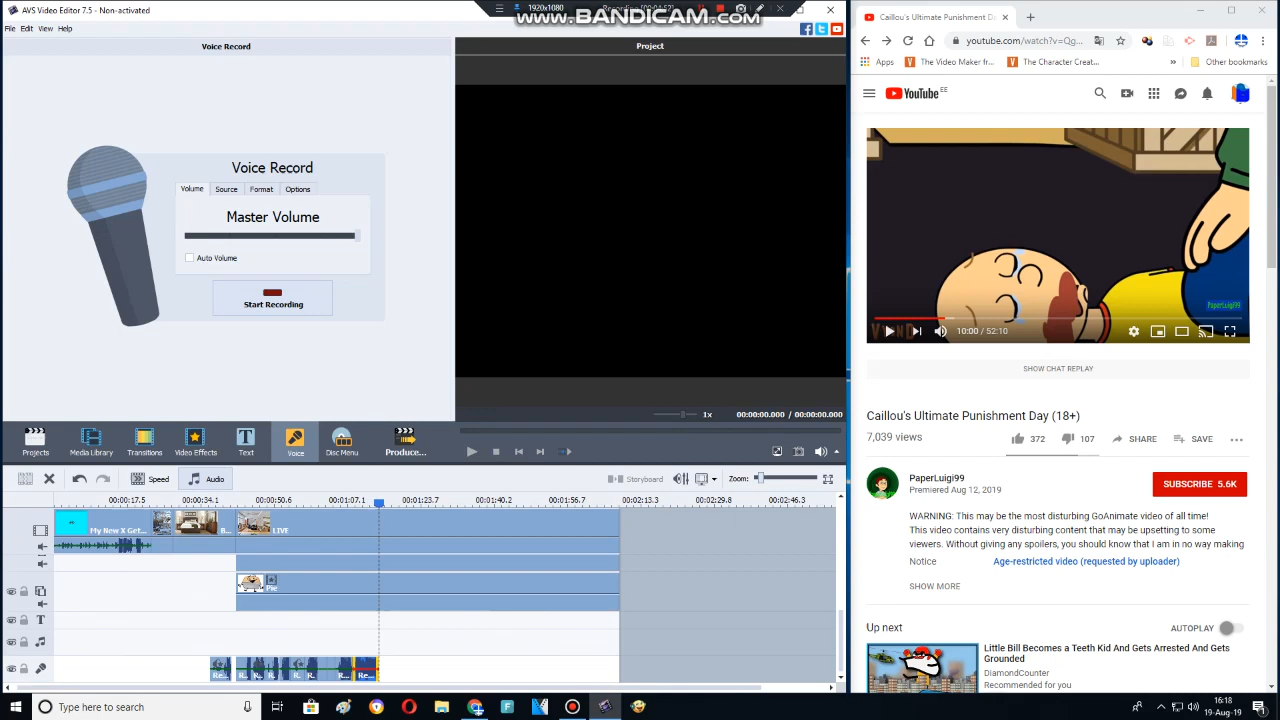 AVS Video Editor 7.5 - Non-activated
1920x1080
www.BANDICAM.com
File Edit View Help
Voice Record
Project
Voice Record
Volume Source Format Options
Master Volume
Auto Volume
Start Recording
1x 00:00:00.000 / 00:00:00.000
Projects Media Library Transitions Video Effects Text Voice Disc Menu Produce...
Speed Audio Storyboard Zoom:
00:00:17.5 00:00:34.1 00:00:50.6 00:01:07.1 00:01:23.7 00:01:40.2 00:01:56.7 00:02:13.3 00:02:29.8 00:02:46.3
My New X Get... B... LIVE
Pie
Re... R.. R.. R... R... R... Re...
Caillou's Ultimate Punishment D
youtube.com/watch?v=Qg...
Apps The Video Maker fr... The Character Creat... » Other bookmarks
YouTube EE
PaperLuigi99
VYOND
10:00 / 52:10
SHOW CHAT REPLAY
Caillou's Ultimate Punishment Day (18+)
7,039 views 372 107 SHARE SAVE
PaperLuigi99
Premiered Aug 12, 2019
SUBSCRIBE 5.6K
WARNING: This may be the most disturbing GoAnimate video of all time!
This video contains very disturbing content that may be upsetting to some
viewers. Without giving any spoilers, you should know that I am in no way making
Notice Age-restricted video (requested by uploader)
SHOW MORE
Up next AUTOPLAY
Little Bill Becomes a Teeth Kid And Gets Arrested And Gets
Grounded
DiamondCounter
Recommended for you
Type here to search
16:18
19-Aug-19